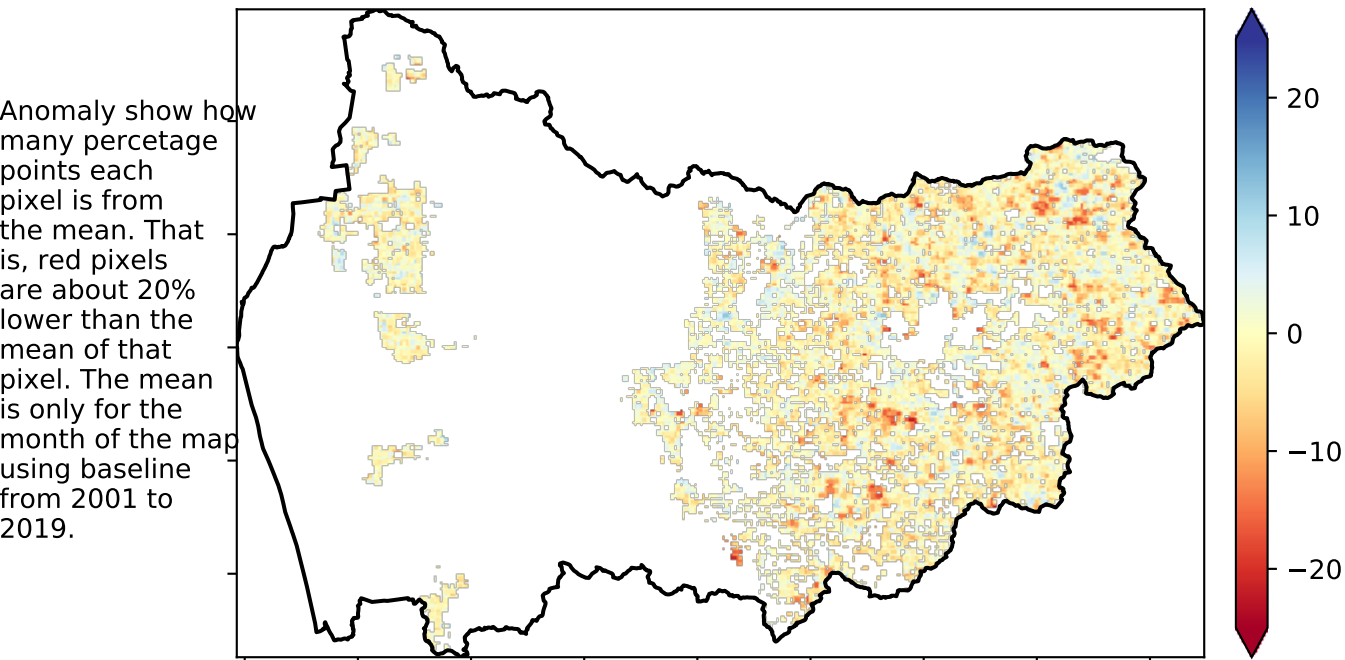 Anomaly show how
many percetage
points each
pixel is from
the mean. That
is, red pixels
are about 20%
lower than the
mean of that
pixel. The mean
is only for the
month of the map
using baseline
from 2001 to
2019.
20
10
0
−10
−20